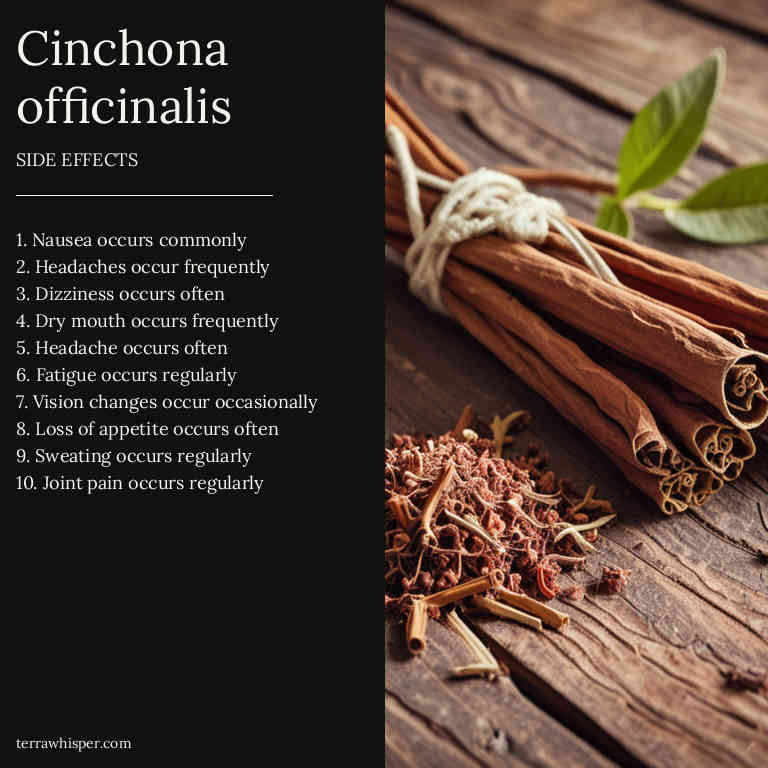 Cinchona
officinalis
SIDE EFFECTS
1. Nausea occurs commonly
2. Headaches occur frequently
3. Dizziness occurs often
4. Dry mouth occurs frequently
5. Headache occurs often
6. Fatigue occurs regularly
7. Vision changes occur occasionally
8. Loss of appetite occurs often
9. Sweating occurs regularly
10. Joint pain occurs regularly
terrawhisper.com